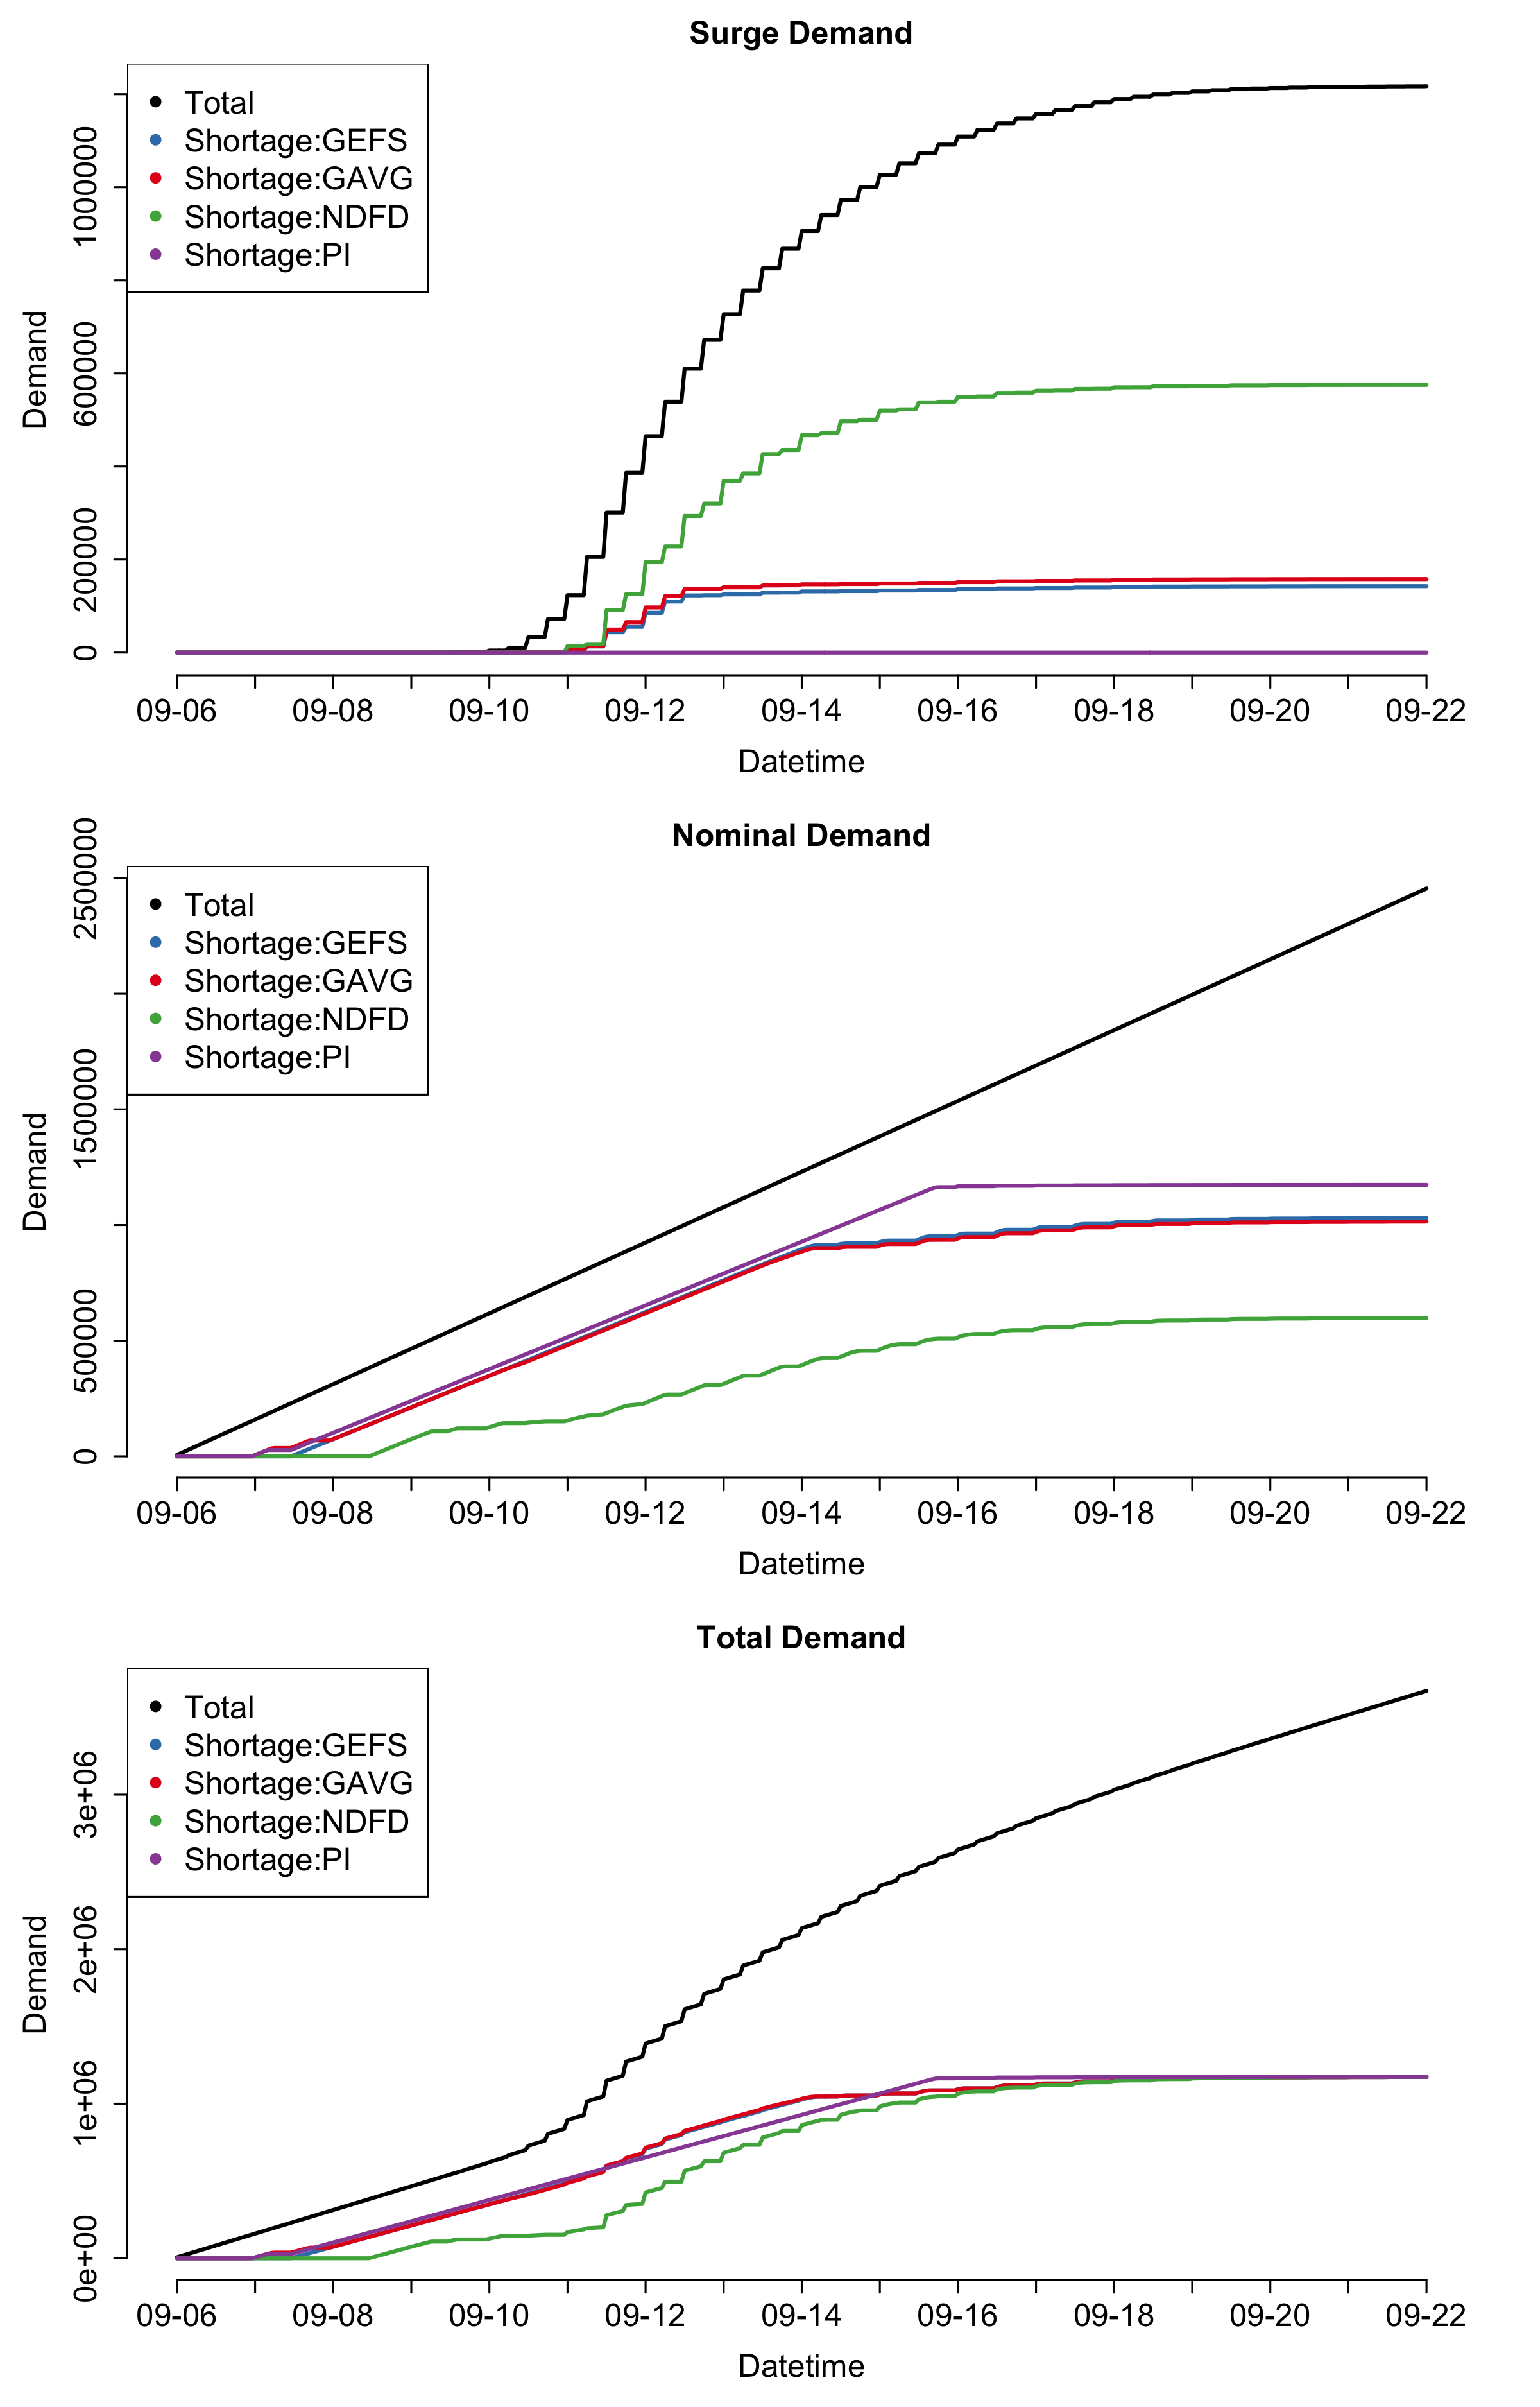 Surge Demand
Total
Shortage:GEFS
Shortage:GAVG
Shortage:NDFD
Shortage:PI
Demand
0
200000
600000
1000000
09-06
09-08
09-10
09-12
09-14
09-16
09-18
09-20
09-22
Datetime
Nominal Demand
Total
Shortage:GEFS
Shortage:GAVG
Shortage:NDFD
Shortage:PI
Demand
0
500000
1500000
2500000
09-06
09-08
09-10
09-12
09-14
09-16
09-18
09-20
09-22
Datetime
Total Demand
Total
Shortage:GEFS
Shortage:GAVG
Shortage:NDFD
Shortage:PI
Demand
0e+00
1e+06
2e+06
3e+06
09-06
09-08
09-10
09-12
09-14
09-16
09-18
09-20
09-22
Datetime